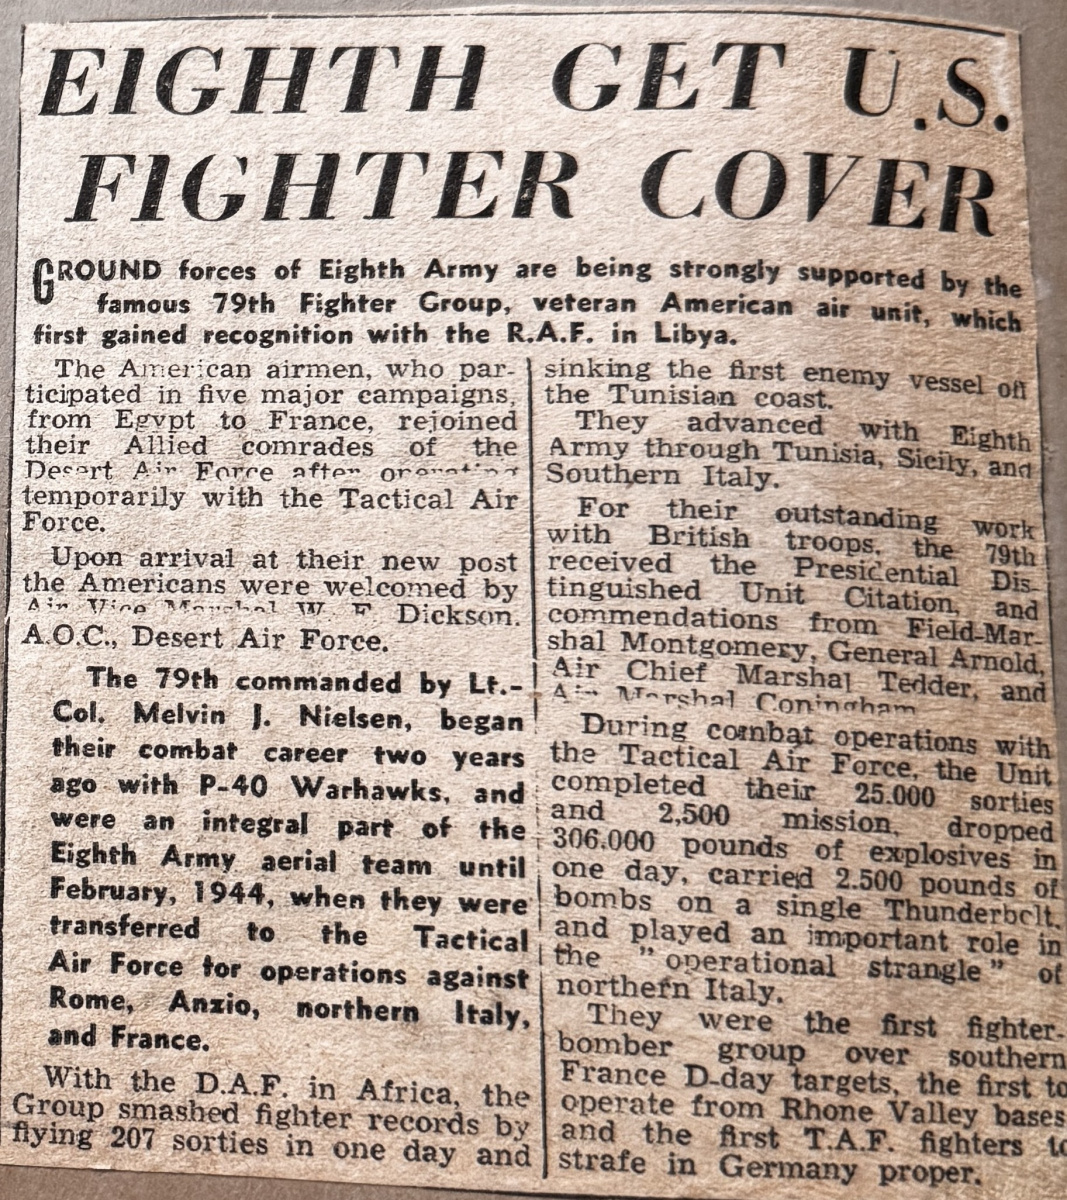 EIGHTH GET U.S.
FIGHTER COVER
GROUND forces of Eighth Army are being strongly supported by the
famous 79th Fighter Group, veteran American air unit, which
first gained recognition with the R.A.F. in Libya.
The American airmen, who par-
ticipated in five major campaigns,
from Egypt to France, rejoined
their Allied comrades of the
Desert Air Force after operating
temporarily with the Tactical Air
Force.
Upon arrival at their new post
the Americans were welcomed by
Air Vice Marshal W. F. Dickson.
A.O.C., Desert Air Force.
The 79th commanded by Lt.-
Col. Melvin J. Nielsen, began
their combat career two years
ago with P-40 Warhawks, and
were an integral part of the
Eighth Army aerial team until
February, 1944, when they were
transferred to the Tactical
Air Force for operations against
Rome, Anzio, northern Italy,
and France.
With the D.A.F. in Africa, the
Group smashed fighter records by
flying 207 sorties in one day and
sinking the first enemy vessel off
the Tunisian coast.
They advanced with Eighth
Army through Tunisia, Sicily, and
Southern Italy.
For their outstanding work
with British troops, the 79th
received the Presidential Dis-
tinguished Unit Citation, and
commendations from Field-Mar-
shal Montgomery, General Arnold,
Air Chief Marshal Tedder, and
Air Marshal Coningham
During combat operations with
the Tactical Air Force, the Unit
completed their 25.000 sorties
and 2,500 mission, dropped
306.000 pounds of explosives in
one day, carried 2.500 pounds of
bombs on a single Thunderbolt,
and played an important role in
the " operational strangle " of
northern Italy.
They were the first fighter-
bomber group over southern
France D-day targets, the first to
operate from Rhone Valley bases
and the first T.A.F. fighters to
strafe in Germany proper.